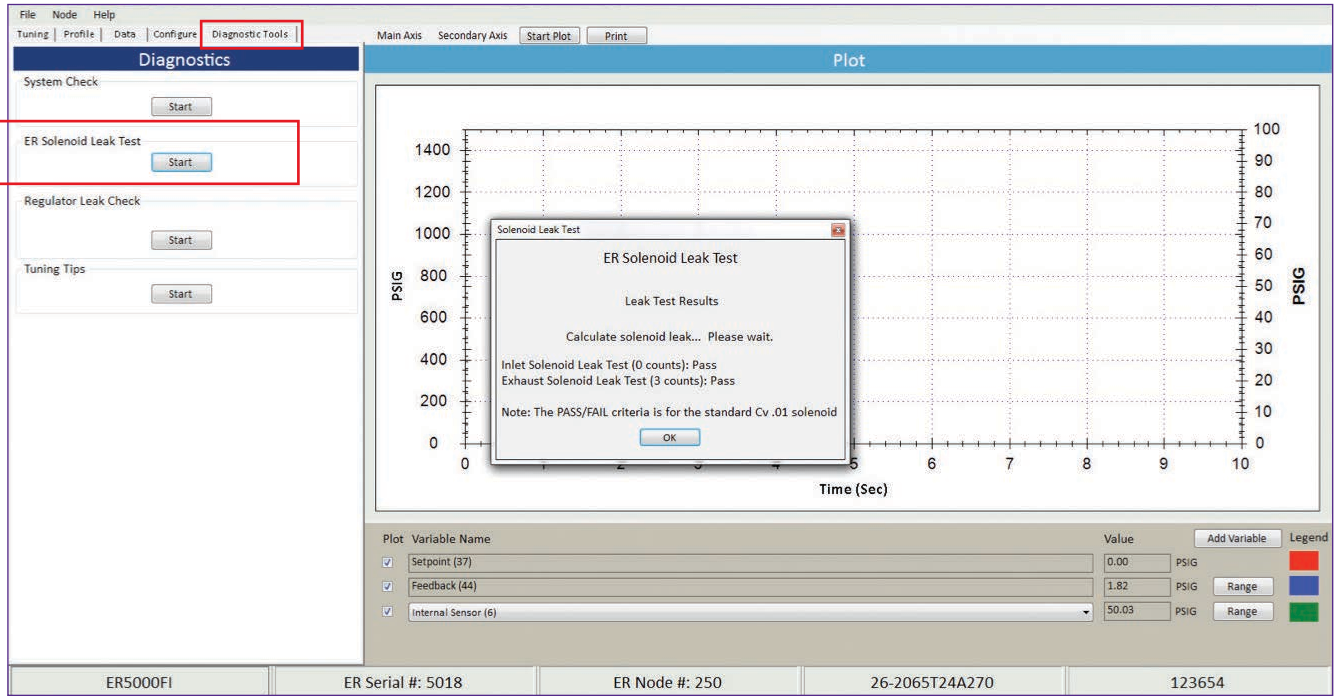 File Node Help
Tuning Profile Data Configure Diagnostic Tools
Main Axis Secondary Axis Start Plot Print
Diagnostics
System Check
Start
ER Solenoid Leak Test
Start
Regulator Leak Check
Start
Tuning Tips
Start
Plot
PSIG
1400
1200
1000
800
600
400
200
0
100
90
80
70
60
50
40
30
20
10
0
PSIG
0 1 2 3 4 5 6 7 8 9 10
Time (Sec)
Solenoid Leak Test
ER Solenoid Leak Test
Leak Test Results
Calculate solenoid leak... Please wait.
Inlet Solenoid Leak Test (0 counts): Pass
Exhaust Solenoid Leak Test (3 counts): Pass
Note: The PASS/FAIL criteria is for the standard Cv .01 solenoid
OK
Plot Variable Name Value Add Variable Legend
Setpoint (37) 0.00 PSIG
Feedback (44) 1.82 PSIG Range
Internal Sensor (6) 50.03 PSIG Range
ER5000FI ER Serial #: 5018 ER Node #: 250 26-2065T24A270 123654